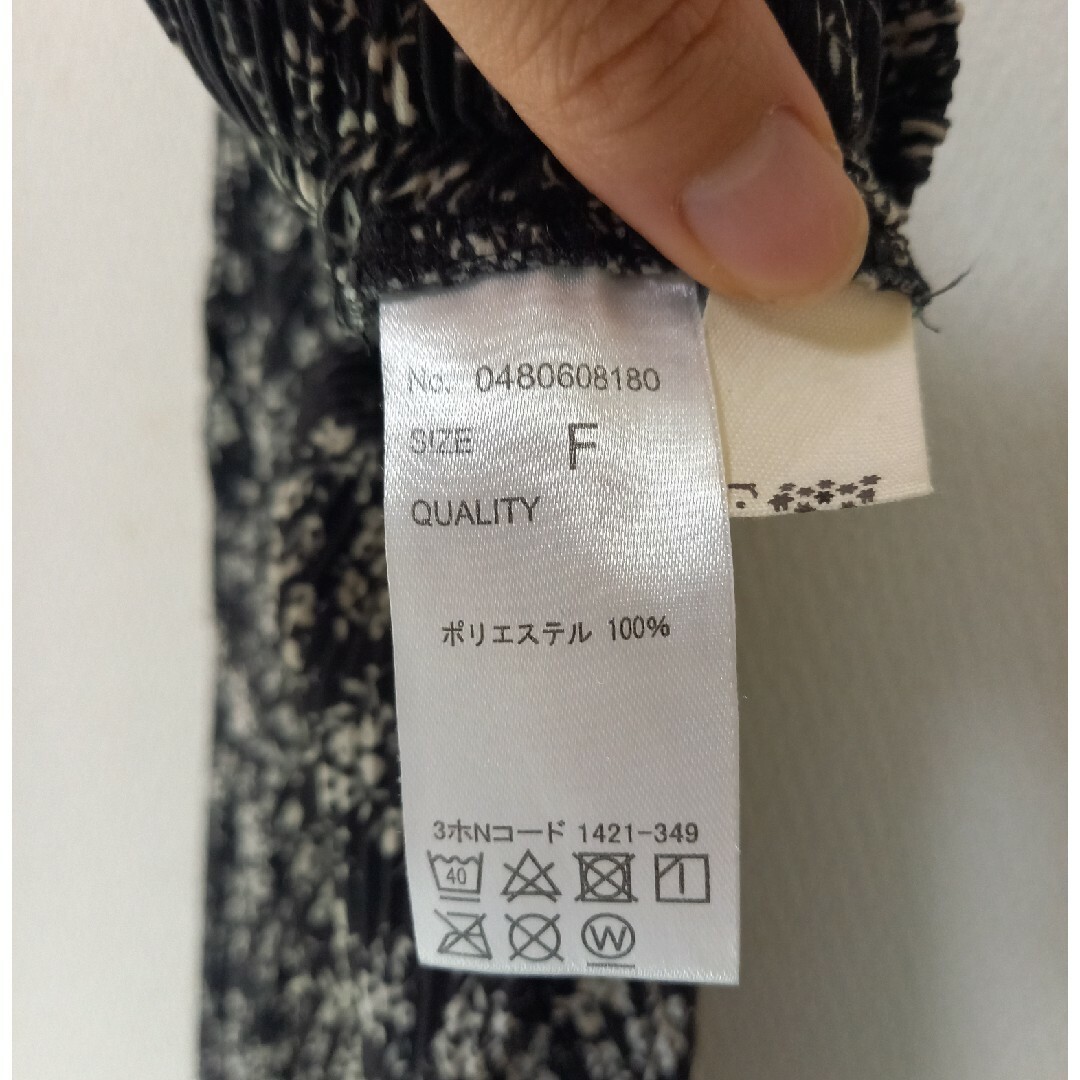 No. 0480608180
SIZE F
QUALITY
ポリエステル 100%
3ホNコード 1421-349
40
W